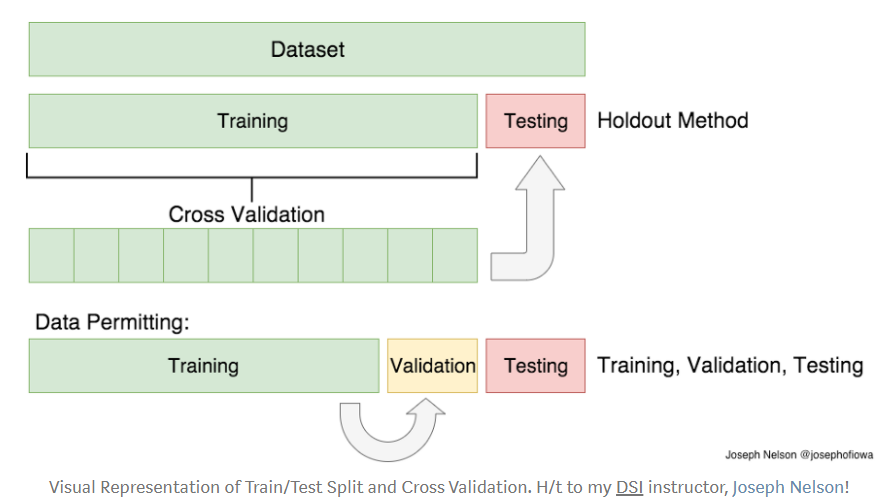 Dataset
Training Testing Holdout Method
Cross Validation
Data Permitting:
Training Validation Testing Training, Validation, Testing
Joseph Nelson @josephofiowa
Visual Representation of Train/Test Split and Cross Validation. H/t to my DSI instructor, Joseph Nelson!